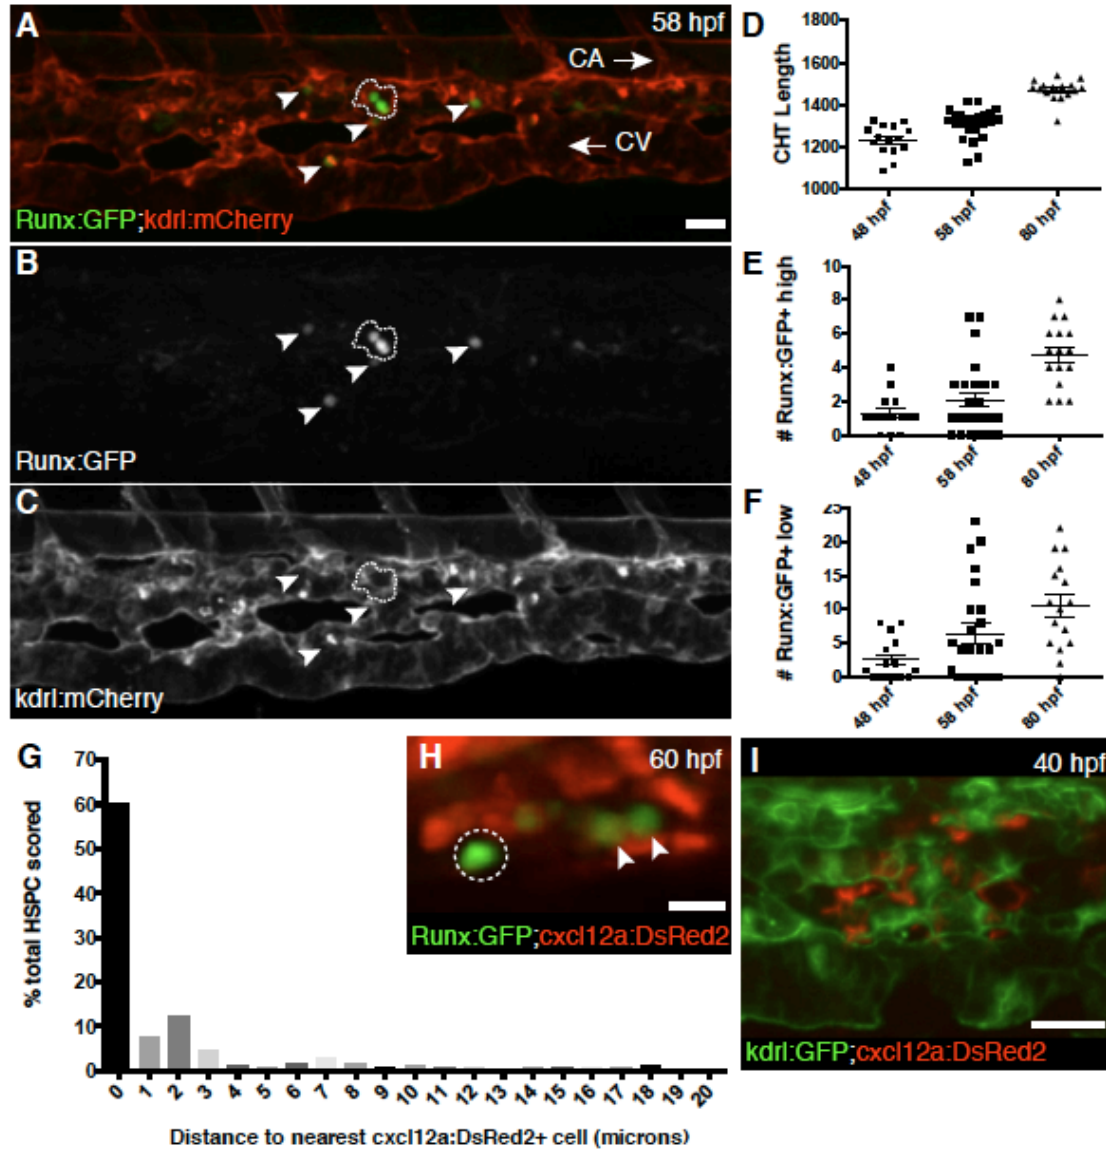 A
58 hpf
CA
CV
Runx:GFP;kdrl:mCherry
B
Runx:GFP
C
kdrl:mCherry
D
CHT Length
1800
1600
1400
1200
1000
48 hpf
58 hpf
80 hpf
E
# Runx:GFP+ high
10
8
6
4
2
0
48 hpf
58 hpf
80 hpf
F
# Runx:GFP+ low
25
20
15
10
5
0
48 hpf
58 hpf
80 hpf
G
% total HSPC scored
70
60
50
40
30
20
10
0
0 1 2 3 4 5 6 7 8 9 10 11 12 13 14 15 16 17 18 19 20
Distance to nearest cxcl12a:DsRed2+ cell (microns)
H
60 hpf
Runx:GFP;cxcl12a:DsRed2
I
40 hpf
kdrl:GFP;cxcl12a:DsRed2